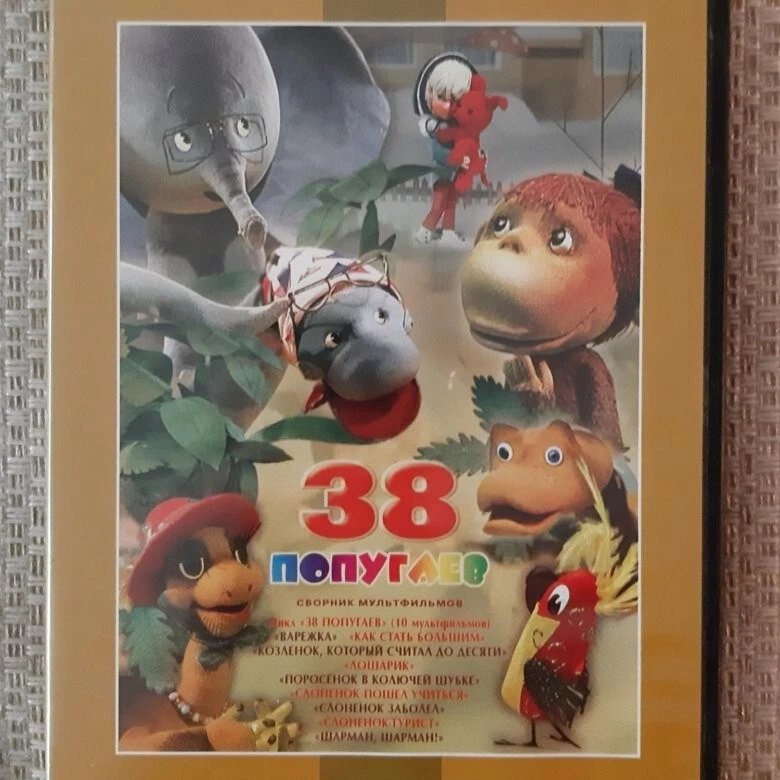 38
ПОПУГАЕВ
СБОРНИК МУЛЬТФИЛЬМОВ
Цикл «38 ПОПУГАЕВ» (10 мультфильмов)
«ВАРЕЖКА» «КАК СТАТЬ БОЛЬШИМ»
«КОЗЛЕНОК, КОТОРЫЙ СЧИТАЛ ДО ДЕСЯТИ»
«ЛОШАРИК»
«ПОРОСЕНОК В КОЛЮЧЕЙ ШУБКЕ»
«СЛОНЕНОК ПОШЕЛ УЧИТЬСЯ»
«СЛОНЕНОК ЗАБОЛЕЛ»
«СЛОНЕНОК-ТУРИСТ»
«ШАРМАН, ШАРМАН!»